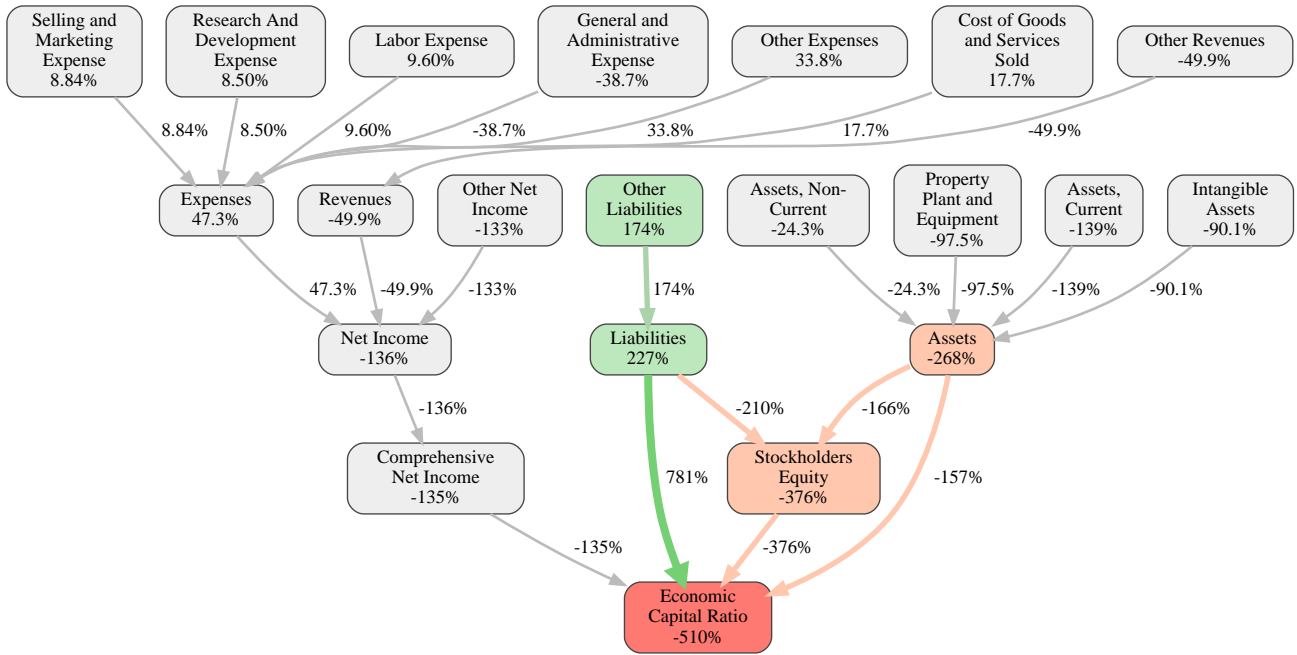 Selling and
Marketing
Expense
8.84%
Research And
Development
Expense
8.50%
Labor Expense
9.60%
General and
Administrative
Expense
-38.7%
Other Expenses
33.8%
Cost of Goods
and Services
Sold
17.7%
Other Revenues
-49.9%
8.84%
8.50%
9.60%
-38.7%
33.8%
17.7%
-49.9%
Expenses
47.3%
Revenues
-49.9%
Other Net
Income
-133%
Other
Liabilities
174%
Assets, Non-
Current
-24.3%
Property
Plant and
Equipment
-97.5%
Assets,
Current
-139%
Intangible
Assets
-90.1%
47.3%
-49.9%
-133%
174%
-24.3%
-97.5%
-139%
-90.1%
Net Income
-136%
Liabilities
227%
Assets
-268%
-136%
-210%
-166%
Comprehensive
Net Income
-135%
781%
Stockholders
Equity
-376%
-157%
-135%
-376%
Economic
Capital Ratio
-510%